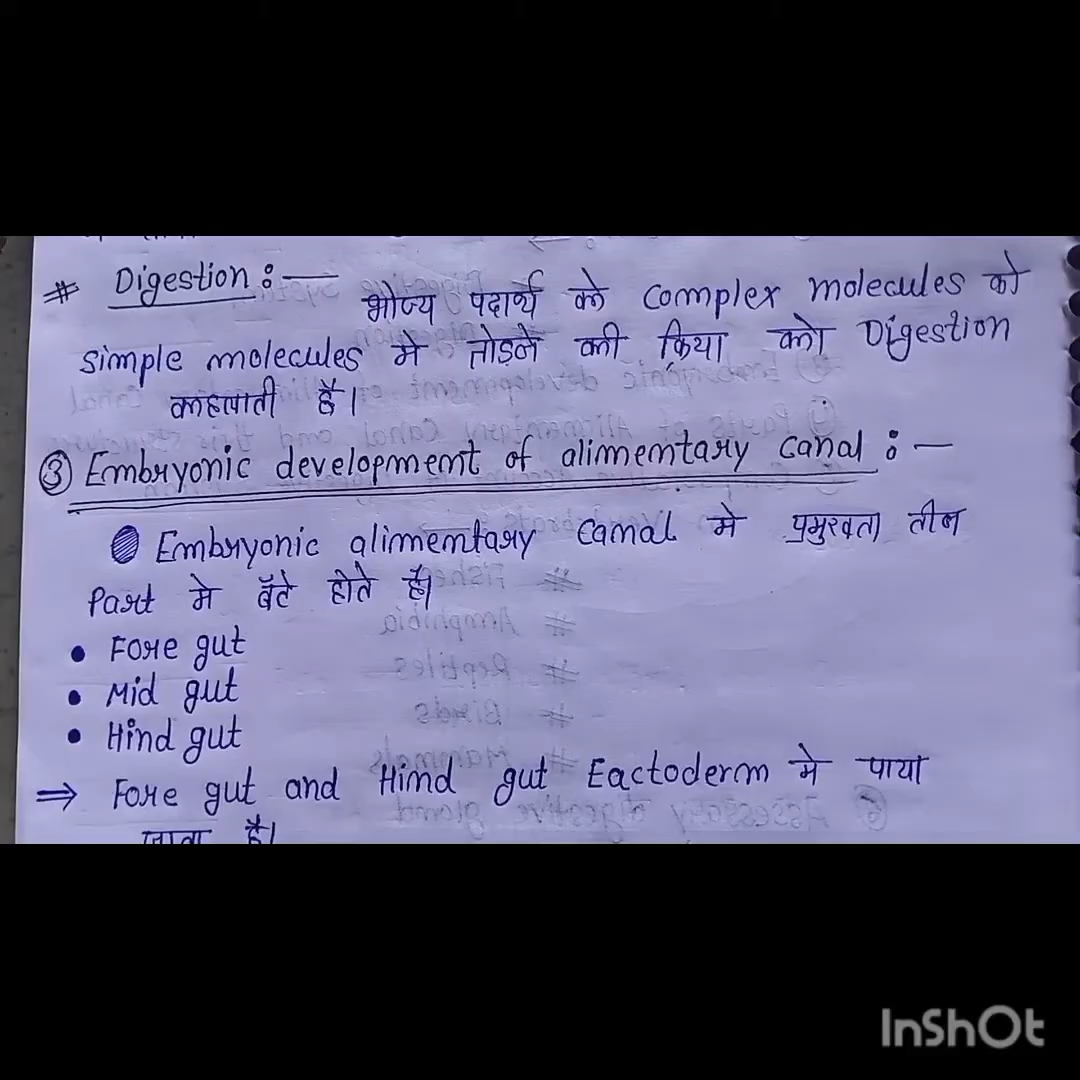 # Digestion :—
भोज्य पदार्थ के complex molecules को
simple molecules मे तोड़ने की क्रिया को Digestion
कहलाती है।
③ Embryonic development of alimentary canal :—
Embryonic alimentary canal मे प्रमुखता तीन
Part मे बँटे होते है।
• Fore gut
• Mid gut
• Hind gut
⇒ Fore gut and Hind gut Eactoderm मे पाया
जाता है।
InShOt